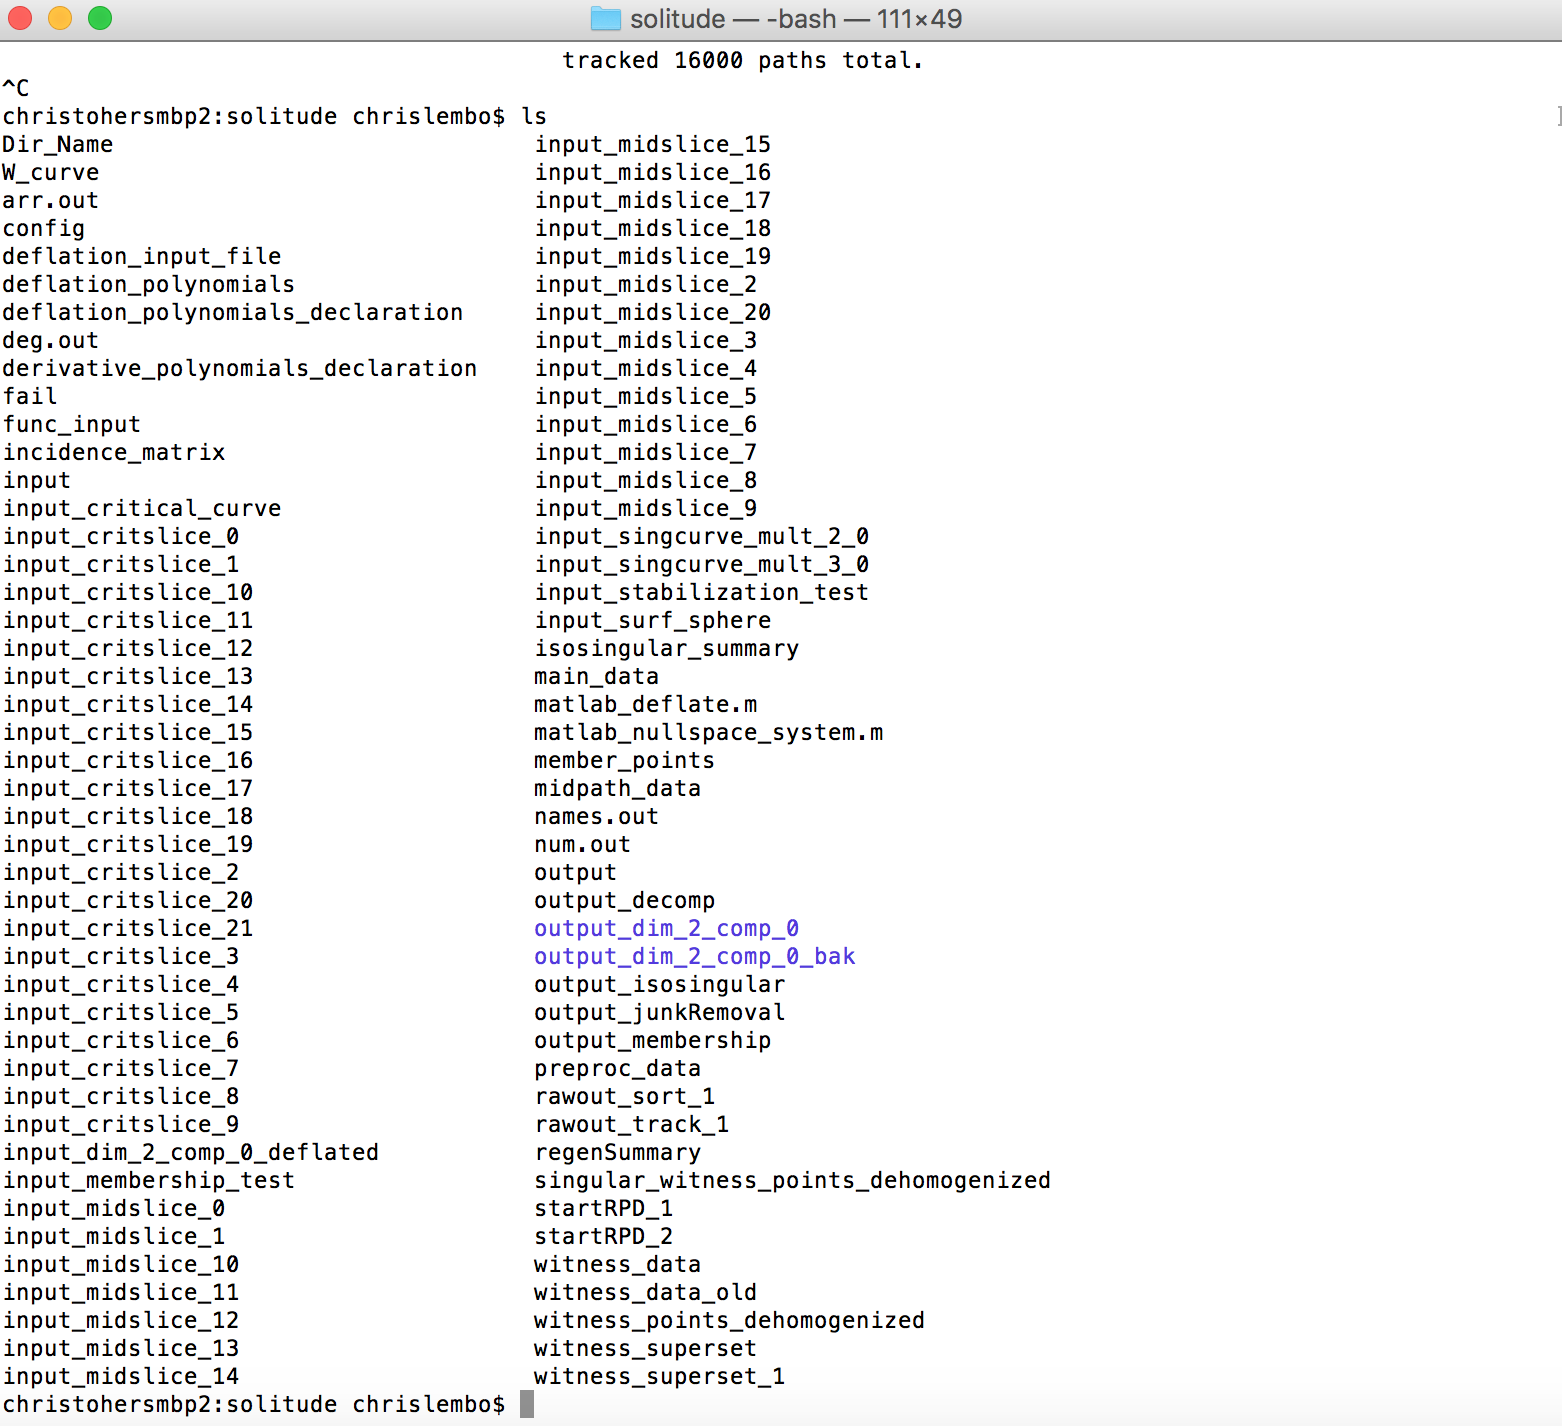 solitude — -bash — 111×49
tracked 16000 paths total.
^C
christohersmbp2:solitude chrislembo$ ls
Dir_Name input_midslice_15
W_curve input_midslice_16
arr.out input_midslice_17
config input_midslice_18
deflation_input_file input_midslice_19
deflation_polynomials input_midslice_2
deflation_polynomials_declaration input_midslice_20
deg.out input_midslice_3
derivative_polynomials_declaration input_midslice_4
fail input_midslice_5
func_input input_midslice_6
incidence_matrix input_midslice_7
input input_midslice_8
input_critical_curve input_midslice_9
input_critslice_0 input_singcurve_mult_2_0
input_critslice_1 input_singcurve_mult_3_0
input_critslice_10 input_stabilization_test
input_critslice_11 input_surf_sphere
input_critslice_12 isosingular_summary
input_critslice_13 main_data
input_critslice_14 matlab_deflate.m
input_critslice_15 matlab_nullspace_system.m
input_critslice_16 member_points
input_critslice_17 midpath_data
input_critslice_18 names.out
input_critslice_19 num.out
input_critslice_2 output
input_critslice_20 output_decomp
input_critslice_21 output_dim_2_comp_0
input_critslice_3 output_dim_2_comp_0_bak
input_critslice_4 output_isosingular
input_critslice_5 output_junkRemoval
input_critslice_6 output_membership
input_critslice_7 preproc_data
input_critslice_8 rawout_sort_1
input_critslice_9 rawout_track_1
input_dim_2_comp_0_deflated regenSummary
input_membership_test singular_witness_points_dehomogenized
input_midslice_0 startRPD_1
input_midslice_1 startRPD_2
input_midslice_10 witness_data
input_midslice_11 witness_data_old
input_midslice_12 witness_points_dehomogenized
input_midslice_13 witness_superset
input_midslice_14 witness_superset_1
christohersmbp2:solitude chrislembo$